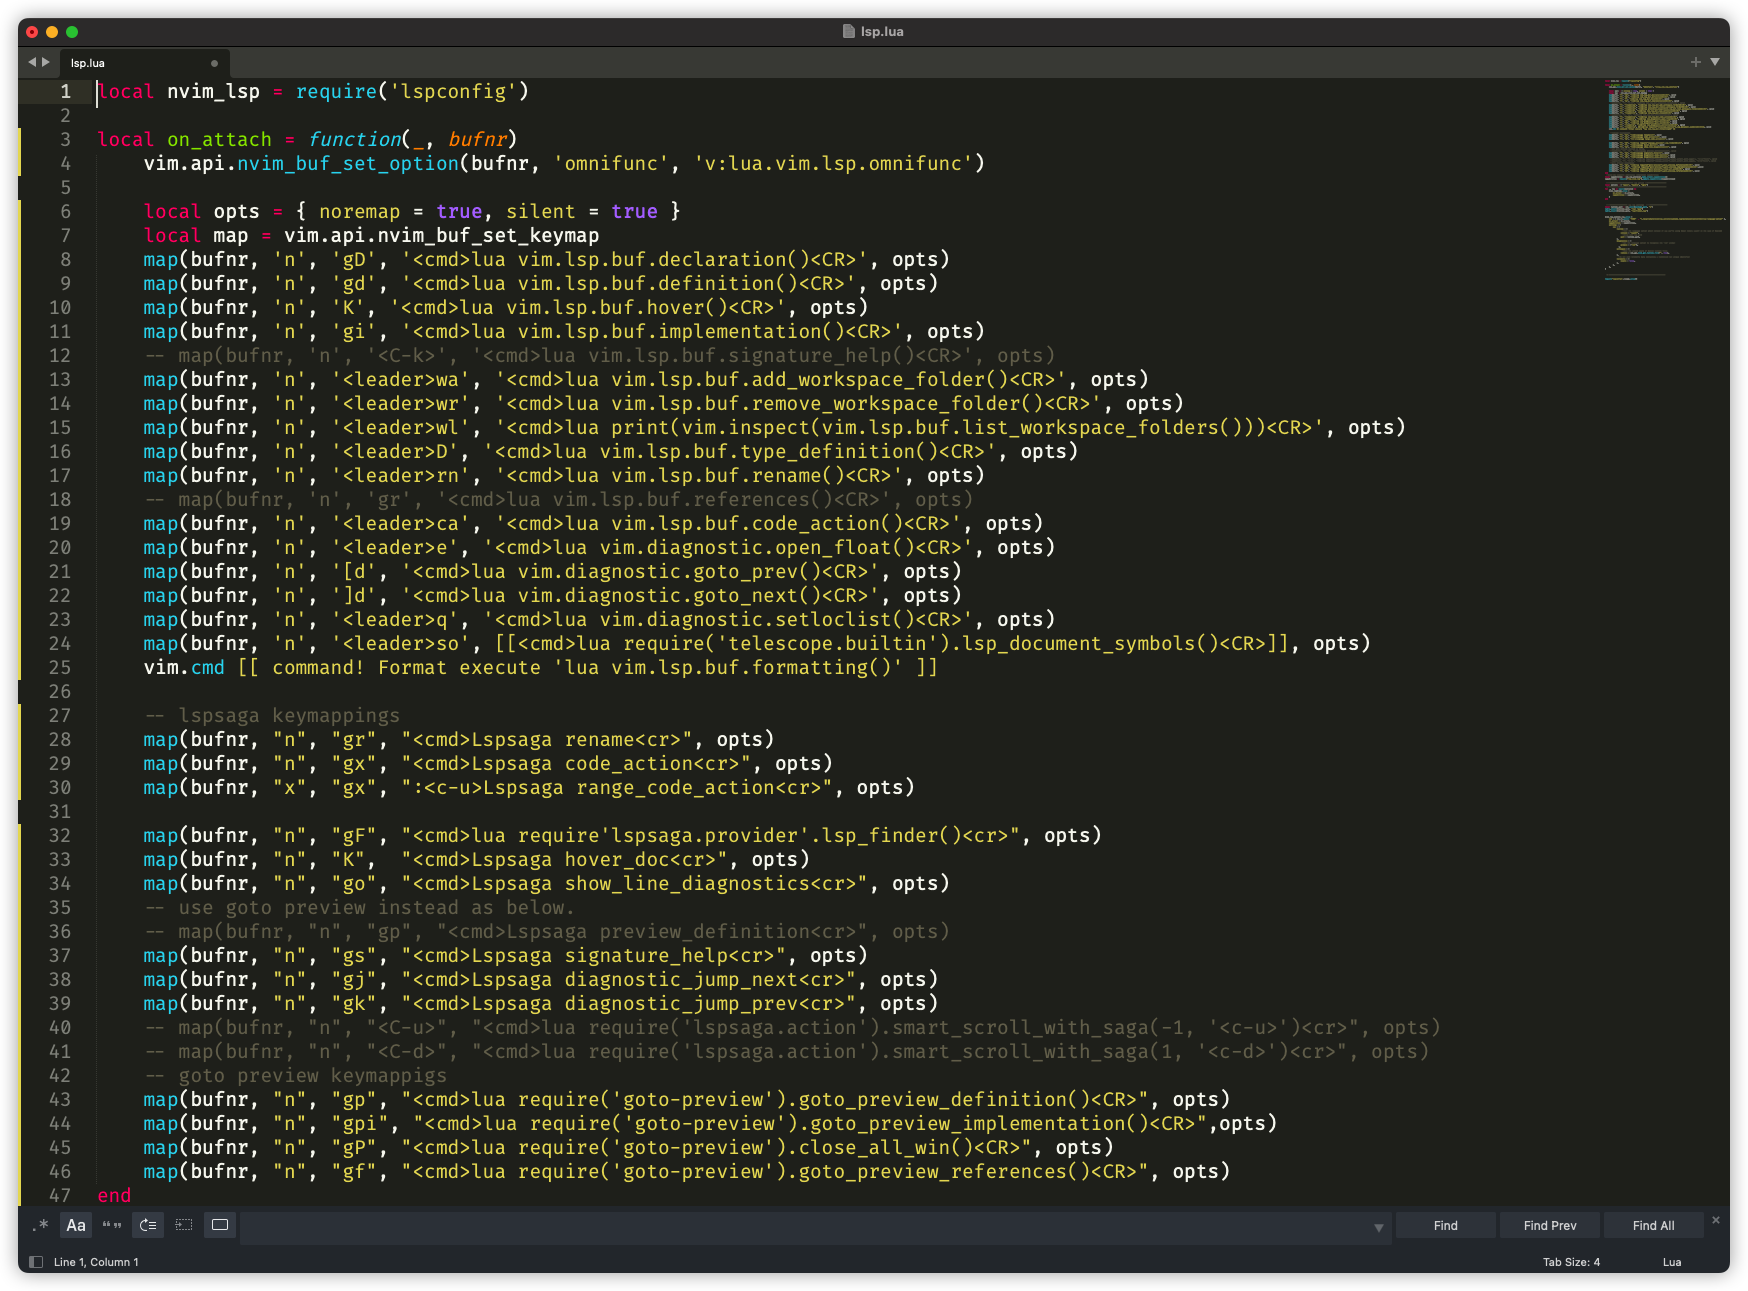 lsp.lua
lsp.lua
1 local nvim_lsp = require('lspconfig')
2
3 local on_attach = function(_, bufnr)
4     vim.api.nvim_buf_set_option(bufnr, 'omnifunc', 'v:lua.vim.lsp.omnifunc')
5
6     local opts = { noremap = true, silent = true }
7     local map = vim.api.nvim_buf_set_keymap
8     map(bufnr, 'n', 'gD', '<cmd>lua vim.lsp.buf.declaration()<CR>', opts)
9     map(bufnr, 'n', 'gd', '<cmd>lua vim.lsp.buf.definition()<CR>', opts)
10     map(bufnr, 'n', 'K', '<cmd>lua vim.lsp.buf.hover()<CR>', opts)
11     map(bufnr, 'n', 'gi', '<cmd>lua vim.lsp.buf.implementation()<CR>', opts)
12     -- map(bufnr, 'n', '<C-k>', '<cmd>lua vim.lsp.buf.signature_help()<CR>', opts)
13     map(bufnr, 'n', '<leader>wa', '<cmd>lua vim.lsp.buf.add_workspace_folder()<CR>', opts)
14     map(bufnr, 'n', '<leader>wr', '<cmd>lua vim.lsp.buf.remove_workspace_folder()<CR>', opts)
15     map(bufnr, 'n', '<leader>wl', '<cmd>lua print(vim.inspect(vim.lsp.buf.list_workspace_folders()))<CR>', opts)
16     map(bufnr, 'n', '<leader>D', '<cmd>lua vim.lsp.buf.type_definition()<CR>', opts)
17     map(bufnr, 'n', '<leader>rn', '<cmd>lua vim.lsp.buf.rename()<CR>', opts)
18     -- map(bufnr, 'n', 'gr', '<cmd>lua vim.lsp.buf.references()<CR>', opts)
19     map(bufnr, 'n', '<leader>ca', '<cmd>lua vim.lsp.buf.code_action()<CR>', opts)
20     map(bufnr, 'n', '<leader>e', '<cmd>lua vim.diagnostic.open_float()<CR>', opts)
21     map(bufnr, 'n', '[d', '<cmd>lua vim.diagnostic.goto_prev()<CR>', opts)
22     map(bufnr, 'n', ']d', '<cmd>lua vim.diagnostic.goto_next()<CR>', opts)
23     map(bufnr, 'n', '<leader>q', '<cmd>lua vim.diagnostic.setloclist()<CR>', opts)
24     map(bufnr, 'n', '<leader>so', [[<cmd>lua require('telescope.builtin').lsp_document_symbols()<CR>]], opts)
25     vim.cmd [[ command! Format execute 'lua vim.lsp.buf.formatting()' ]]
26
27     -- lspsaga keymappings
28     map(bufnr, "n", "gr", "<cmd>Lspsaga rename<cr>", opts)
29     map(bufnr, "n", "gx", "<cmd>Lspsaga code_action<cr>", opts)
30     map(bufnr, "x", "gx", ":<c-u>Lspsaga range_code_action<cr>", opts)
31
32     map(bufnr, "n", "gF", "<cmd>lua require'lspsaga.provider'.lsp_finder()<cr>", opts)
33     map(bufnr, "n", "K",  "<cmd>Lspsaga hover_doc<cr>", opts)
34     map(bufnr, "n", "go", "<cmd>Lspsaga show_line_diagnostics<cr>", opts)
35     -- use goto preview instead as below.
36     -- map(bufnr, "n", "gp", "<cmd>Lspsaga preview_definition<cr>", opts)
37     map(bufnr, "n", "gs", "<cmd>Lspsaga signature_help<cr>", opts)
38     map(bufnr, "n", "gj", "<cmd>Lspsaga diagnostic_jump_next<cr>", opts)
39     map(bufnr, "n", "gk", "<cmd>Lspsaga diagnostic_jump_prev<cr>", opts)
40     -- map(bufnr, "n", "<C-u>", "<cmd>lua require('lspsaga.action').smart_scroll_with_saga(-1, '<c-u>')<cr>", opts)
41     -- map(bufnr, "n", "<C-d>", "<cmd>lua require('lspsaga.action').smart_scroll_with_saga(1, '<c-d>')<cr>", opts)
42     -- goto preview keymappigs
43     map(bufnr, "n", "gp", "<cmd>lua require('goto-preview').goto_preview_definition()<CR>", opts)
44     map(bufnr, "n", "gpi", "<cmd>lua require('goto-preview').goto_preview_implementation()<CR>",opts)
45     map(bufnr, "n", "gP", "<cmd>lua require('goto-preview').close_all_win()<CR>", opts)
46     map(bufnr, "n", "gf", "<cmd>lua require('goto-preview').goto_preview_references()<CR>", opts)
47 end
.* Aa “” Find Find Prev Find All
Line 1, Column 1 Tab Size: 4 Lua